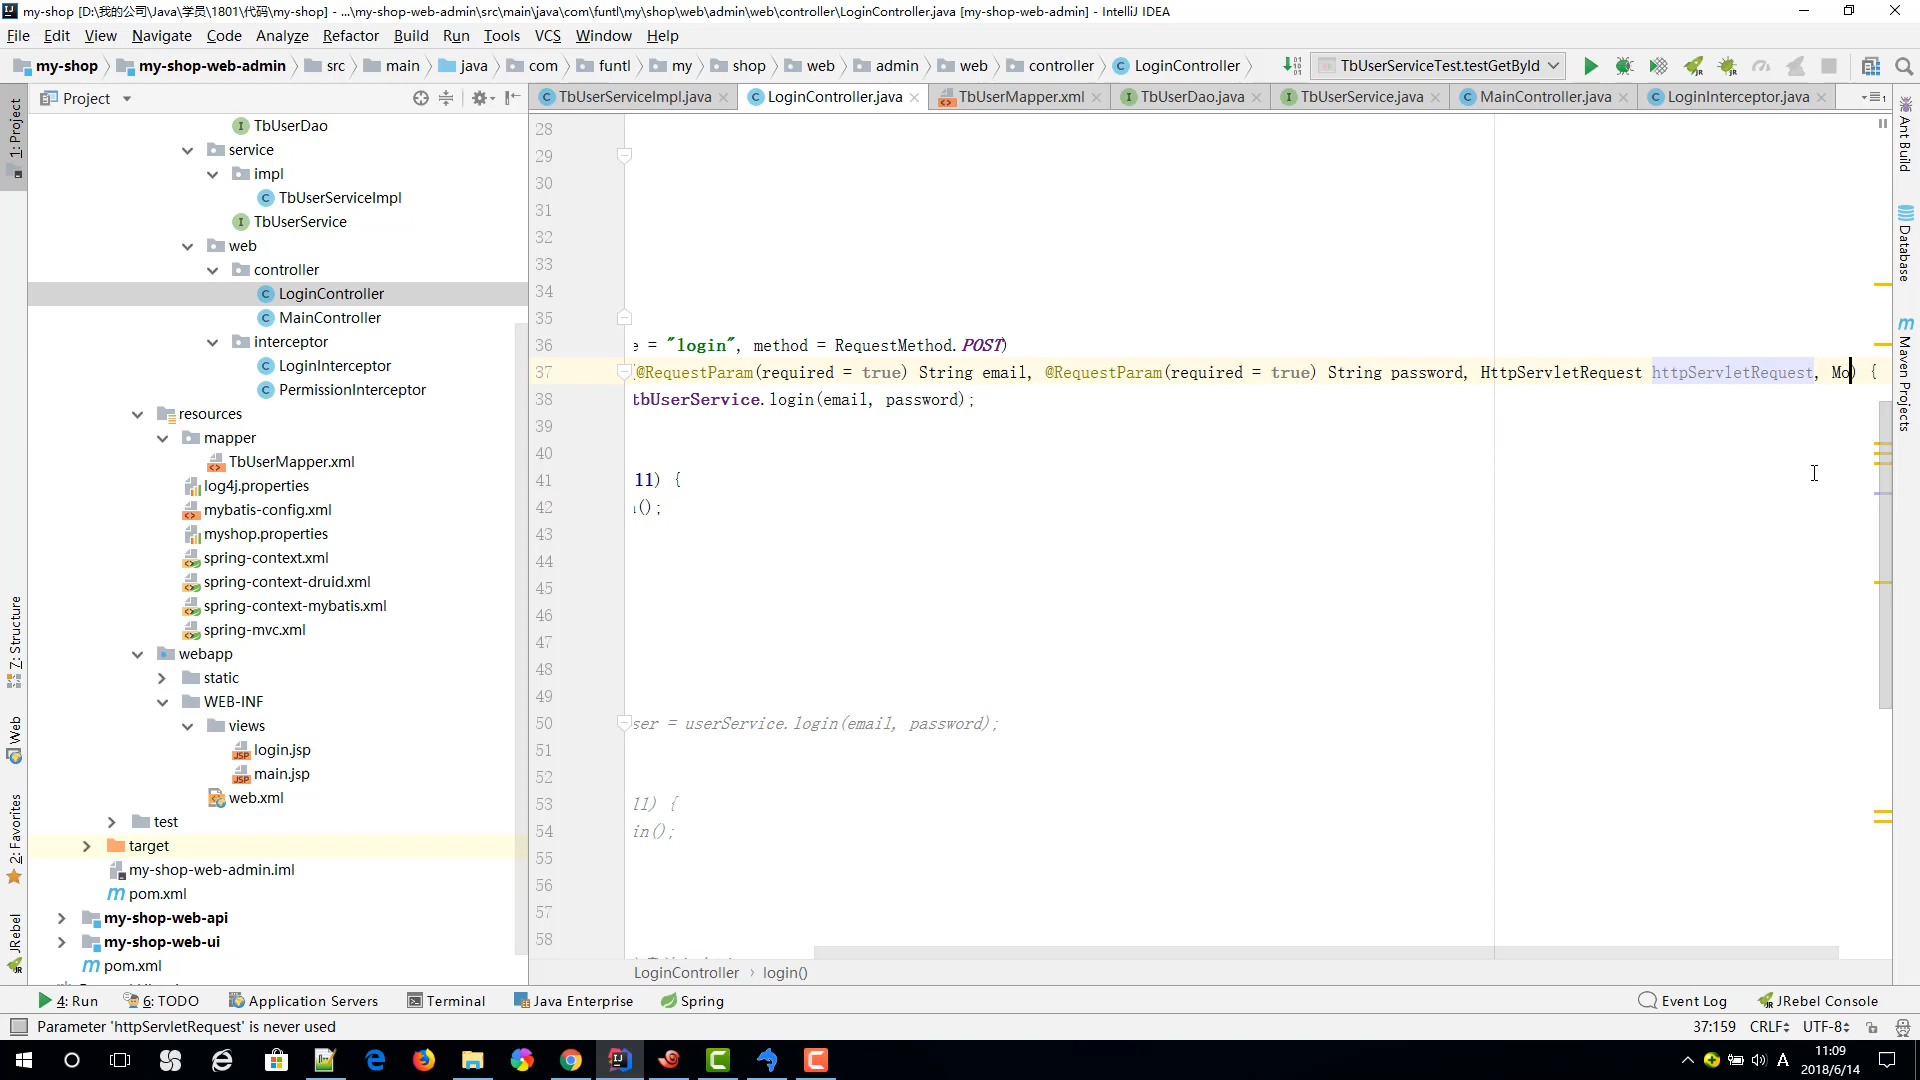 my-shop [D:\我的公司\Java\学员\1801\代码\my-shop] - ...\my-shop-web-admin\src\main\java\com\funtl\my\shop\web\admin\web\controller\LoginController.java [my-shop-web-admin] - IntelliJ IDEA
File Edit View Navigate Code Analyze Refactor Build Run Tools VCS Window Help
my-shop my-shop-web-admin src main java com funtl my shop web admin web controller LoginController TbUserServiceTest.testGetById
Project
TbUserServiceImpl.java LoginController.java TbUserMapper.xml TbUserDao.java TbUserService.java MainController.java LoginInterceptor.java
1: Project
7: Structure
Web
2: Favorites
JRebel
TbUserDao
service
impl
TbUserServiceImpl
TbUserService
web
controller
LoginController
MainController
interceptor
LoginInterceptor
PermissionInterceptor
resources
mapper
TbUserMapper.xml
log4j.properties
mybatis-config.xml
myshop.properties
spring-context.xml
spring-context-druid.xml
spring-context-mybatis.xml
spring-mvc.xml
webapp
static
WEB-INF
views
login.jsp
main.jsp
web.xml
test
target
my-shop-web-admin.iml
pom.xml
my-shop-web-api
my-shop-web-ui
pom.xml
28
29
30
31
32
33
34
35
36 e = "login", method = RequestMethod.POST)
37 @RequestParam(required = true) String email, @RequestParam(required = true) String password, HttpServletRequest httpServletRequest, Mo) {
38 tbUserService.login(email, password);
39
40
41 ll) {
42 ();
43
44
45
46
47
48
49
50 ser = userService.login(email, password);
51
52
53 ll) {
54 in();
55
56
57
58
LoginController › login()
Ant Build
Database
Maven Projects
4: Run 6: TODO Application Servers Terminal Java Enterprise Spring Event Log JRebel Console
Parameter 'httpServletRequest' is never used 37:159 CRLF UTF-8
A 11:09
2018/6/14